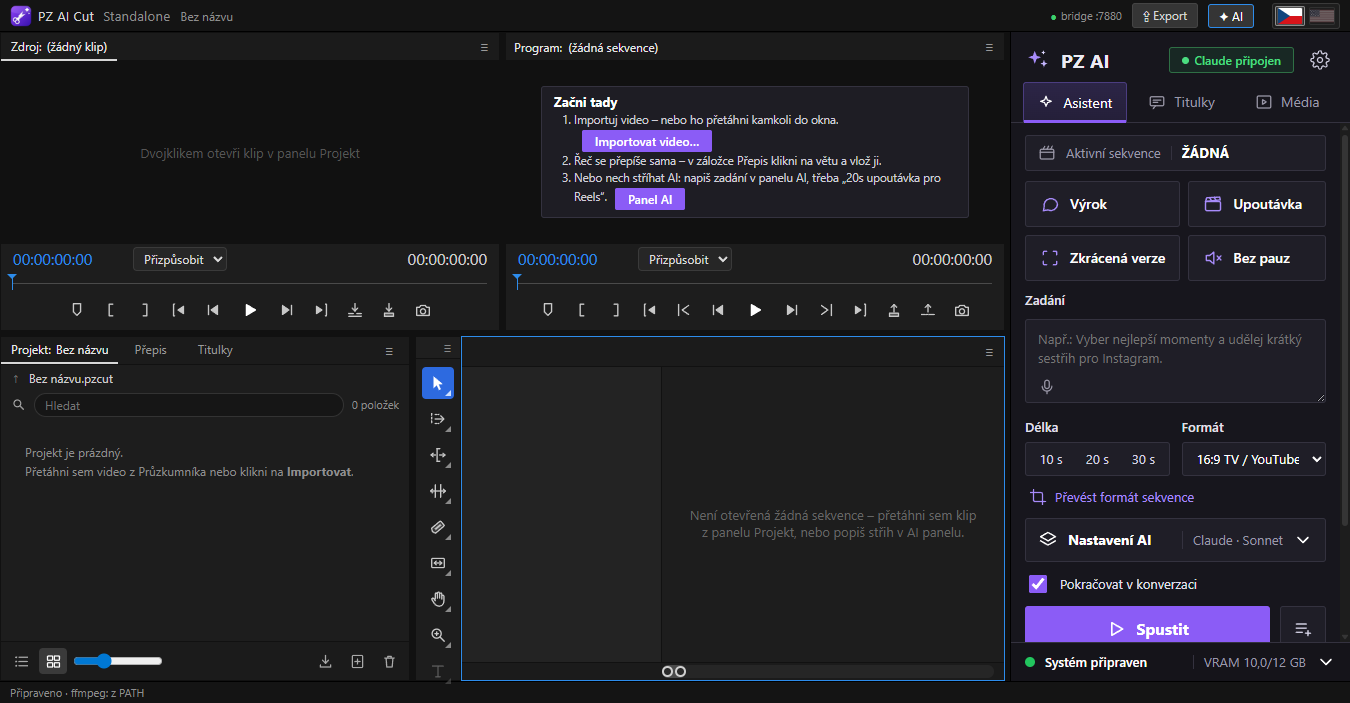 PZ AI Cut Standalone Bez názvu
bridge :7880
Export
AI
Zdroj: (žádný klip)
Program: (žádná sekvence)
Dvojklikem otevři klip v panelu Projekt
Začni tady
1. Importuj video – nebo ho přetáhni kamkoli do okna.
Importovat video...
2. Řeč se přepíše sama – v záložce Přepis klikni na větu a vlož ji.
3. Nebo nech stříhat AI: napiš zadání v panelu AI, třeba „20s upoutávka pro
Reels“. Panel AI
00:00:00:00 Přizpůsobit 00:00:00:00
00:00:00:00 Přizpůsobit 00:00:00:00
Projekt: Bez názvu Přepis Titulky
Bez názvu.pzcut
Hledat
0 položek
Projekt je prázdný.
Přetáhni sem video z Průzkumníka nebo klikni na Importovat.
Není otevřená žádná sekvence – přetáhni sem klip
z panelu Projekt, nebo popiš střih v AI panelu.
PZ AI
Claude připojen
Asistent Titulky Média
Aktivní sekvence ŽÁDNÁ
Výrok Upoutávka
Zkrácená verze Bez pauz
Zadání
Např.: Vyber nejlepší momenty a udělej krátký
sestřih pro Instagram.
Délka Formát
10 s 20 s 30 s 16:9 TV / YouTube
Převést formát sekvence
Nastavení AI Claude · Sonnet
Pokračovat v konverzaci
Spustit
Systém připraven VRAM 10,0/12 GB
Připraveno · ffmpeg: z PATH